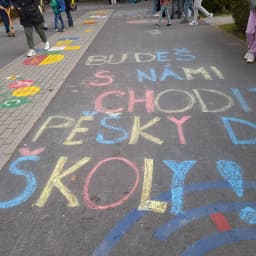 BUDEŠ
S NÁMI
CHODIT
PĚŠKY DO
ŠKOLY!